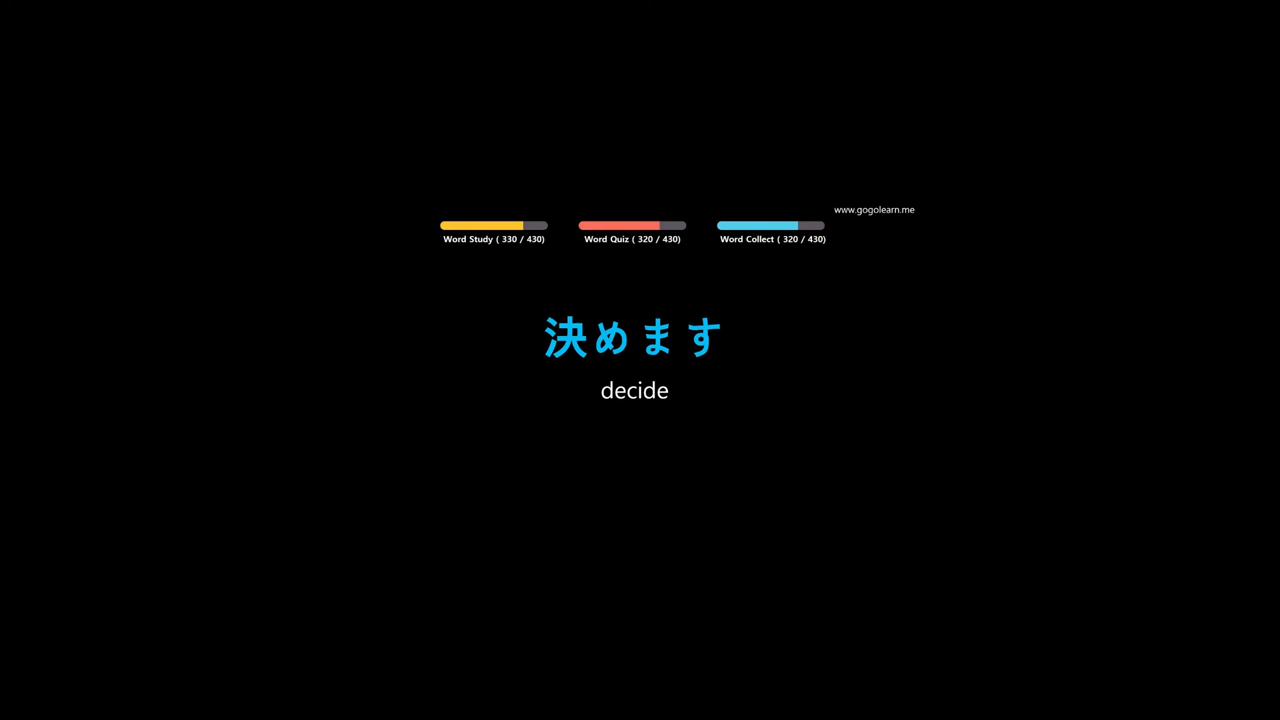 www.gogolearn.me
Word Study ( 330 / 430) Word Quiz ( 320 / 430) Word Collect ( 320 / 430)
決めます
decide